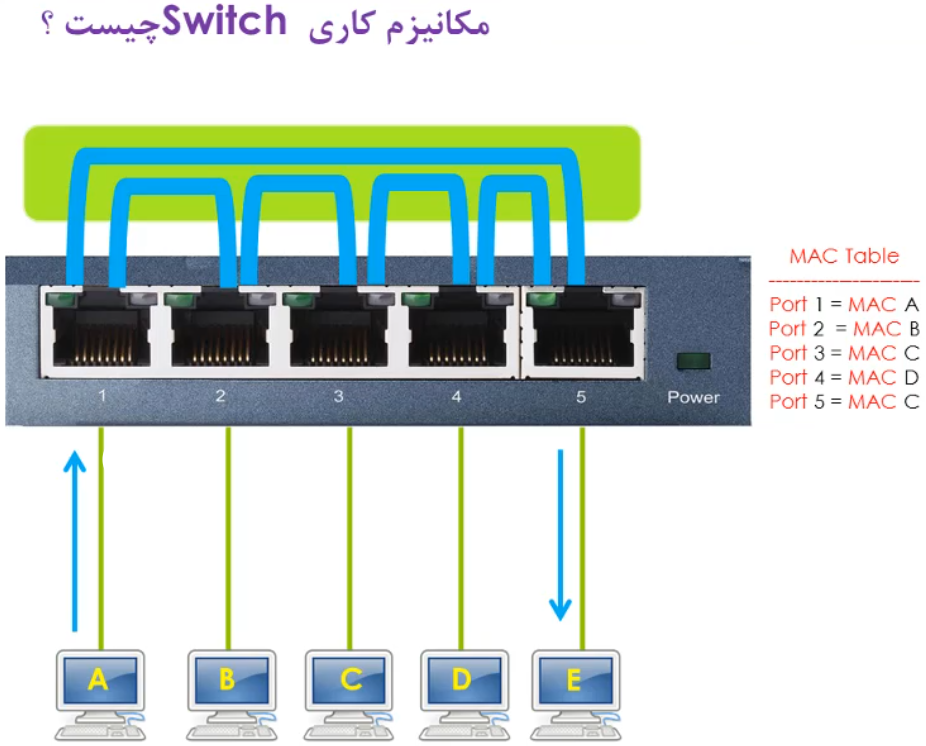 مکانیزم کاری Switchچیست ؟
MAC Table
Port 1 = MAC A
Port 2 = MAC B
Port 3 = MAC C
Port 4 = MAC D
Port 5 = MAC C
1 2 3 4 5 Power
A B C D E